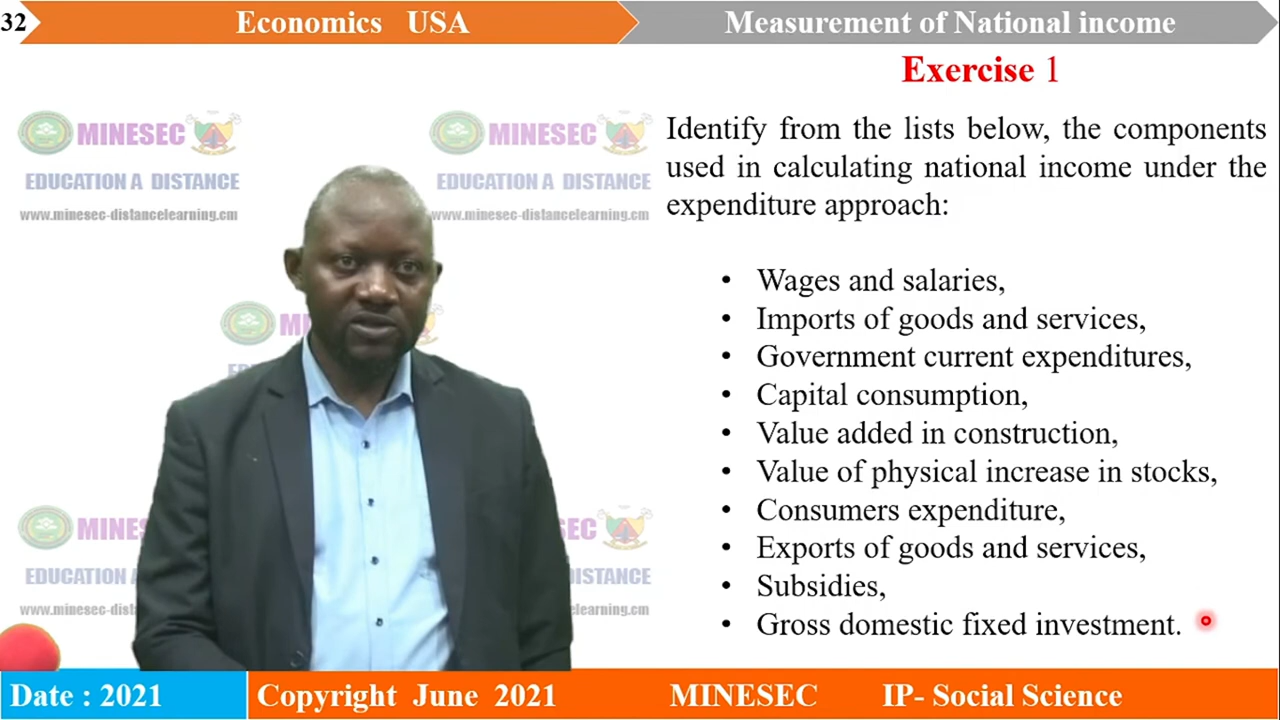 32
Economics USA
Measurement of National income
Exercise 1
MINESEC
EDUCATION A DISTANCE
www.minesec-distancelearning.cm
MINESEC
EDUCATION A DISTANCE
www.minesec-distancelearning.cm
Identify from the lists below, the components
used in calculating national income under the
expenditure approach:
• Wages and salaries,
• Imports of goods and services,
• Government current expenditures,
• Capital consumption,
• Value added in construction,
• Value of physical increase in stocks,
• Consumers expenditure,
• Exports of goods and services,
• Subsidies,
• Gross domestic fixed investment.
Date : 2021
Copyright June 2021
MINESEC
IP- Social Science